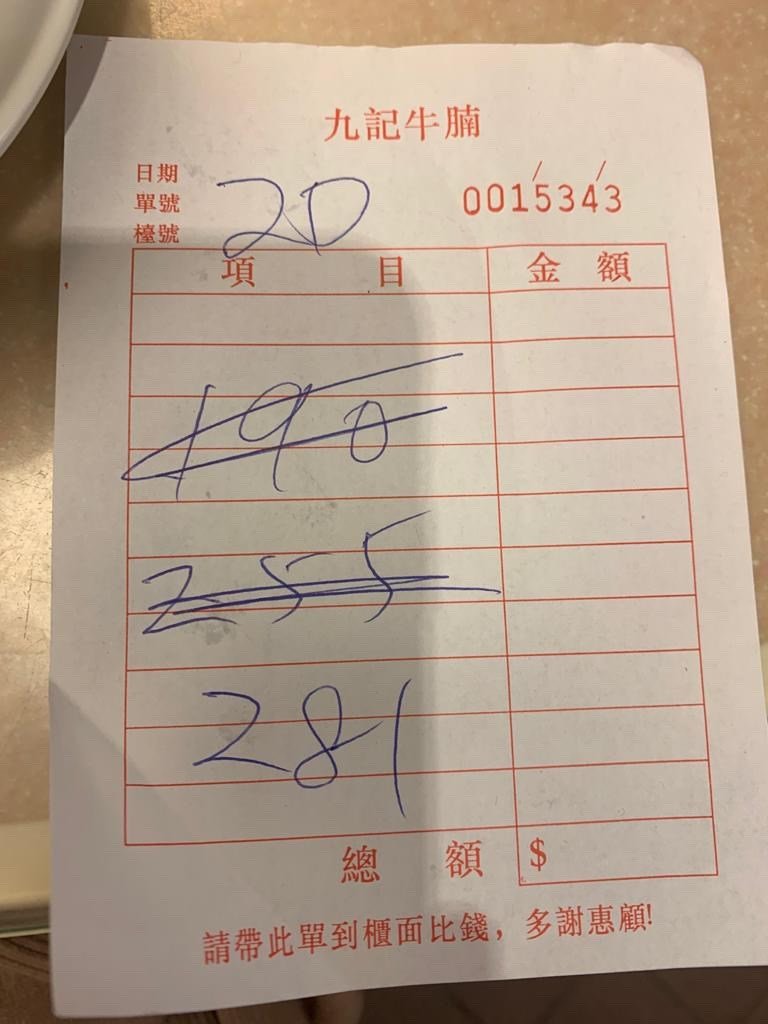 九記牛腩
日期 / /
單號 20 0015343
檯號
項 目 金 額
190
255
281
總 額 $
請帶此單到櫃面比錢，多謝惠顧!